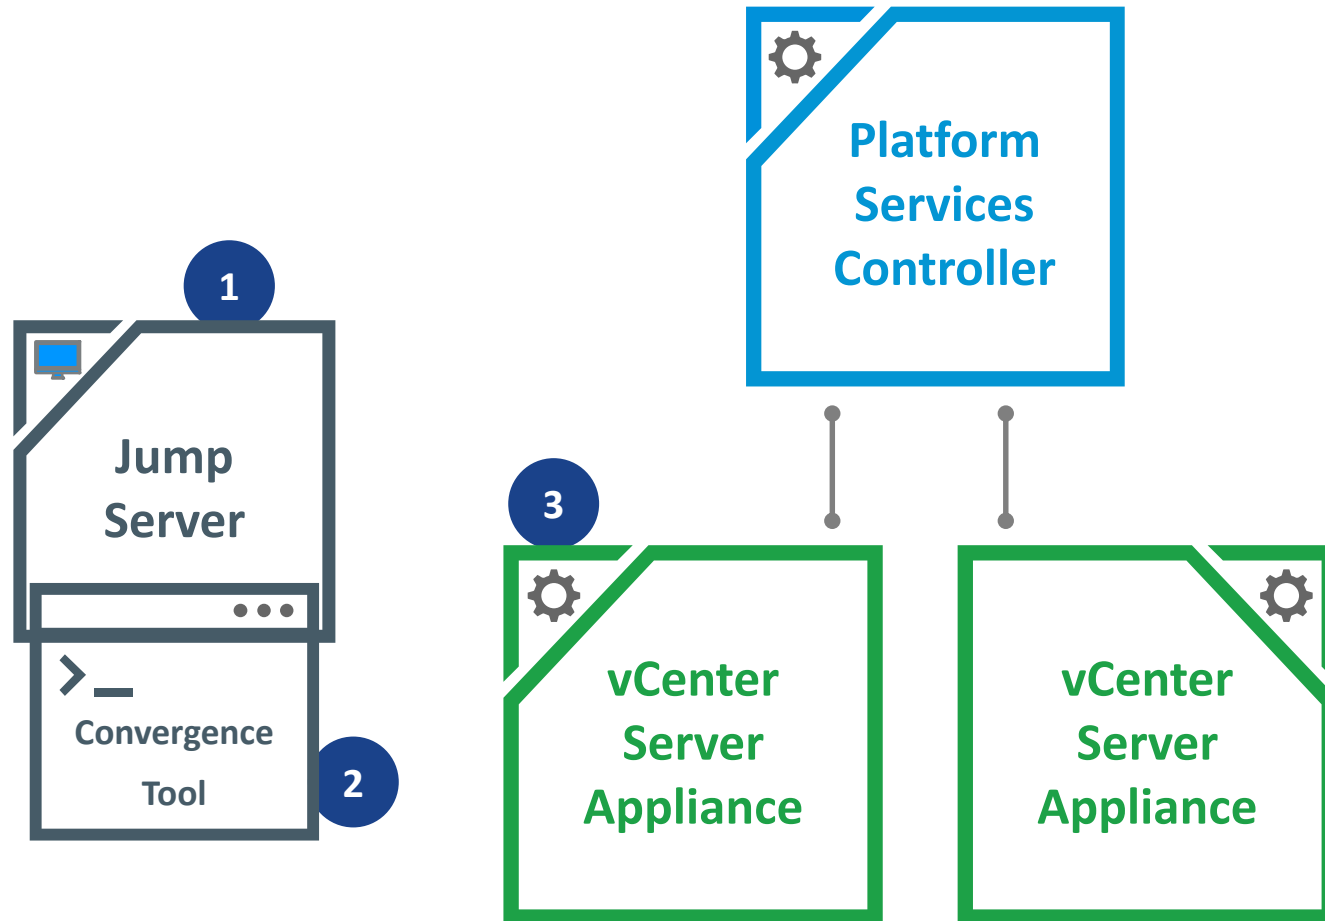 Platform
Services
Controller
1
Jump
Server
>_
Convergence
Tool
2
3
vCenter
Server
Appliance
vCenter
Server
Appliance